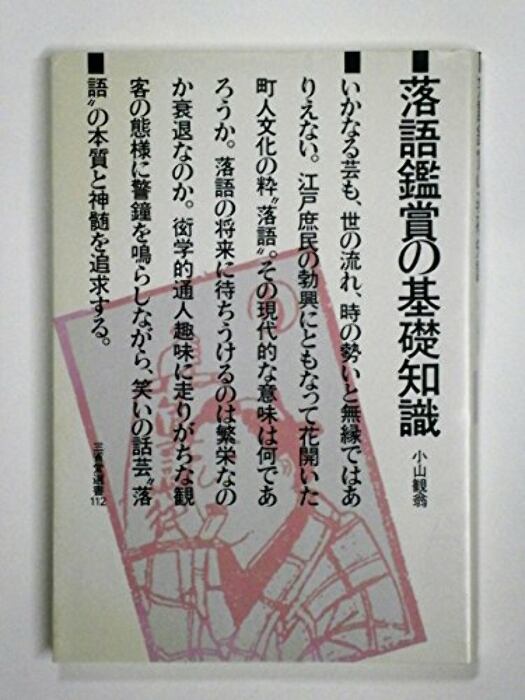 ■落語鑑賞の基礎知識
小山観翁
■いかなる芸も、世の流れ、時の勢いと無縁ではあ
りえない。江戸庶民の勃興にともなって花開いた
町人文化の粋〝落語〟。その現代的な意味は何であ
ろうか。落語の将来に待ちうけるのは繁栄なの
か衰退なのか。衒学的通人趣味に走りがちな観
客の態様に警鐘を鳴らしながら、笑いの話芸〝落
■語〟の本質と神髄を追求する。
三省堂選書112